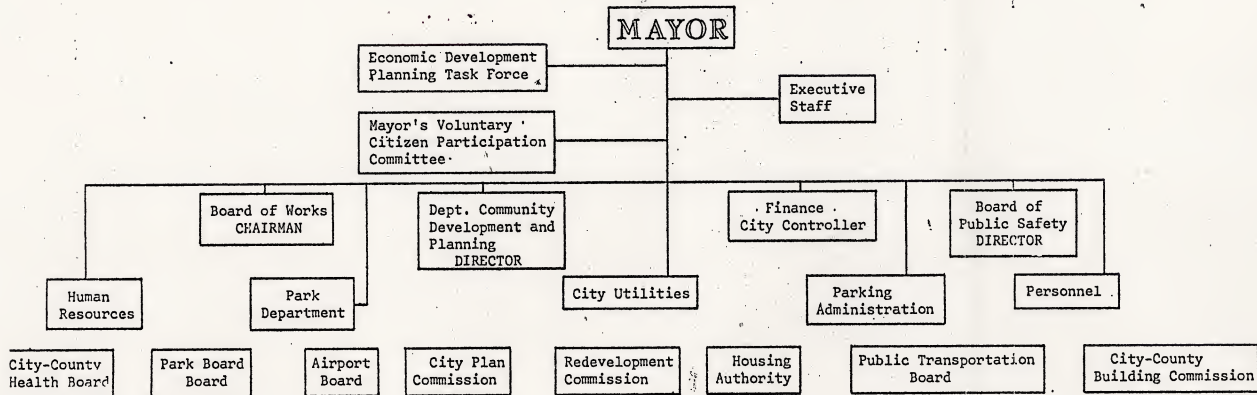 MAYOR
Economic Development
Planning Task Force
Executive
Staff
Mayor's Voluntary
Citizen Participation
Committee
Board of Works
CHAIRMAN
Dept. Community
Development and
Planning
DIRECTOR
Finance
City Controller
Board of
Public Safety
DIRECTOR
Human
Resources
Park
Department
City Utilities
Parking
Administration
Personnel
City-County
Health Board
Park Board
Board
Airport
Board
City Plan
Commission
Redevelopment
Commission
Housing
Authority
Public Transportation
Board
City-County
Building Commission